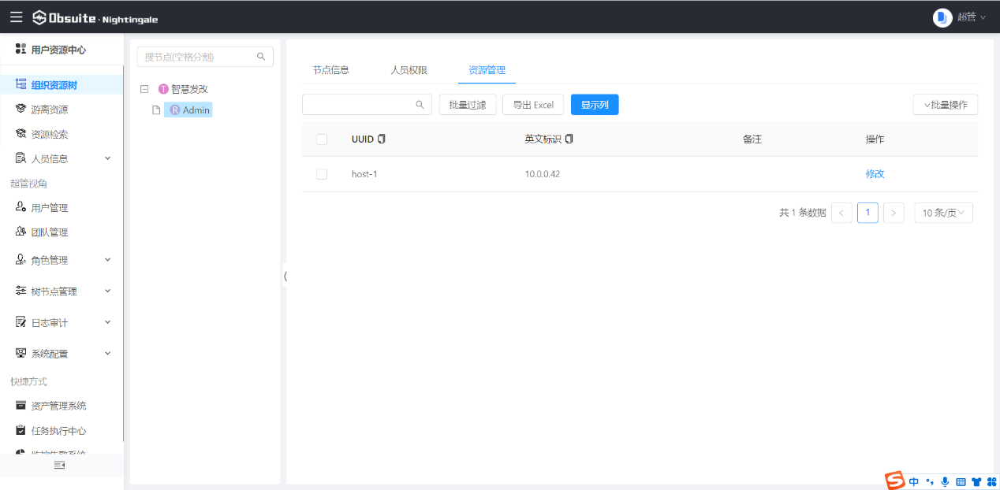 Obsuite · Nightingale
超管
用户资源中心
组织资源树
游离资源
资源检索
人员信息
超管视角
用户管理
团队管理
角色管理
树节点管理
日志审计
系统配置
快捷方式
资产管理系统
任务执行中心
监控告警系统
搜节点(空格分割)
T 智慧发改
R Admin
节点信息 人员权限 资源管理
批量过滤 导出 Excel 显示列 批量操作
UUID 英文标识 备注 操作
host-1 10.0.0.42 修改
共 1 条数据 < 1 > 10 条/页
中